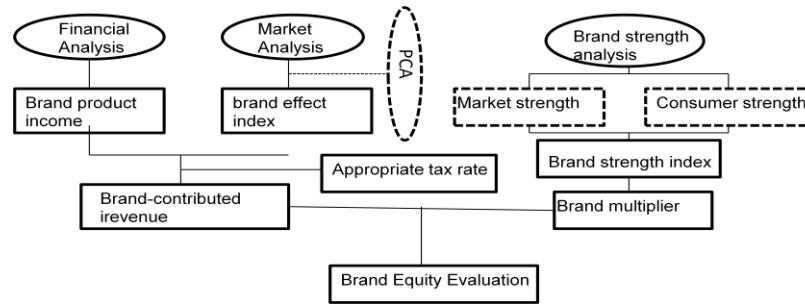 Financial
Analysis
Market
Analysis
PCA
Brand strength
analysis
Brand product
income
brand effect
index
Market strength
Consumer strength
Appropriate tax rate
Brand strength index
Brand-contributed
irevenue
Brand multiplier
Brand Equity Evaluation